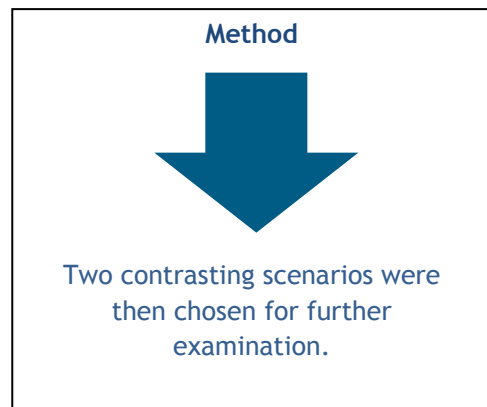 Method
Two contrasting scenarios were
then chosen for further
examination.